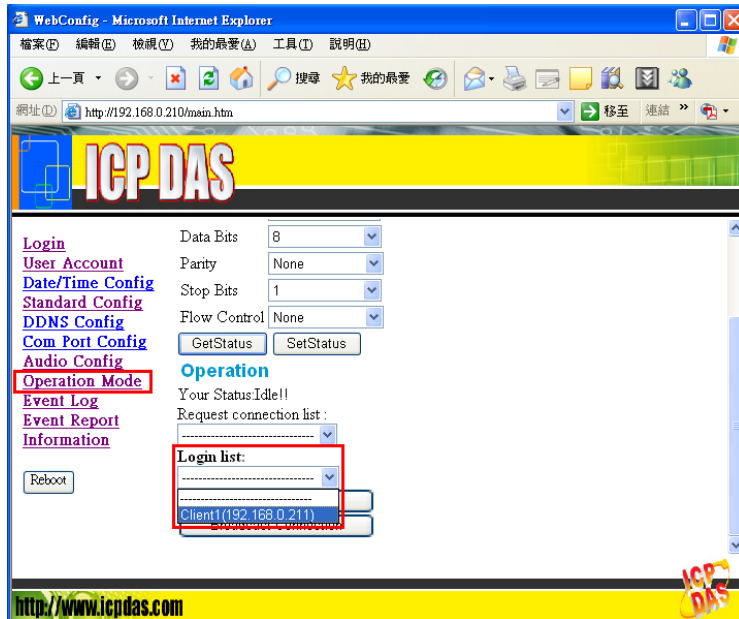 WebConfig - Microsoft Internet Explorer
檔案(F) 編輯(E) 檢視(V) 我的最愛(A) 工具(T) 說明(H)
上一頁 搜尋 我的最愛
網址(D) http://192.168.0.210/main.htm 移至 連結 »
ICP DAS
Login
User Account
Date/Time Config
Standard Config
DDNS Config
Com Port Config
Audio Config
Operation Mode
Event Log
Event Report
Information
Reboot
Data Bits 8
Parity None
Stop Bits 1
Flow Control None
GetStatus SetStatus
Operation
Your Status:Idle!!
Request connection list :
--------------------------------
Login list:
--------------------------------
--------------------------------
Client1(192.168.0.211)
http://www.icpdas.com
ICP DAS